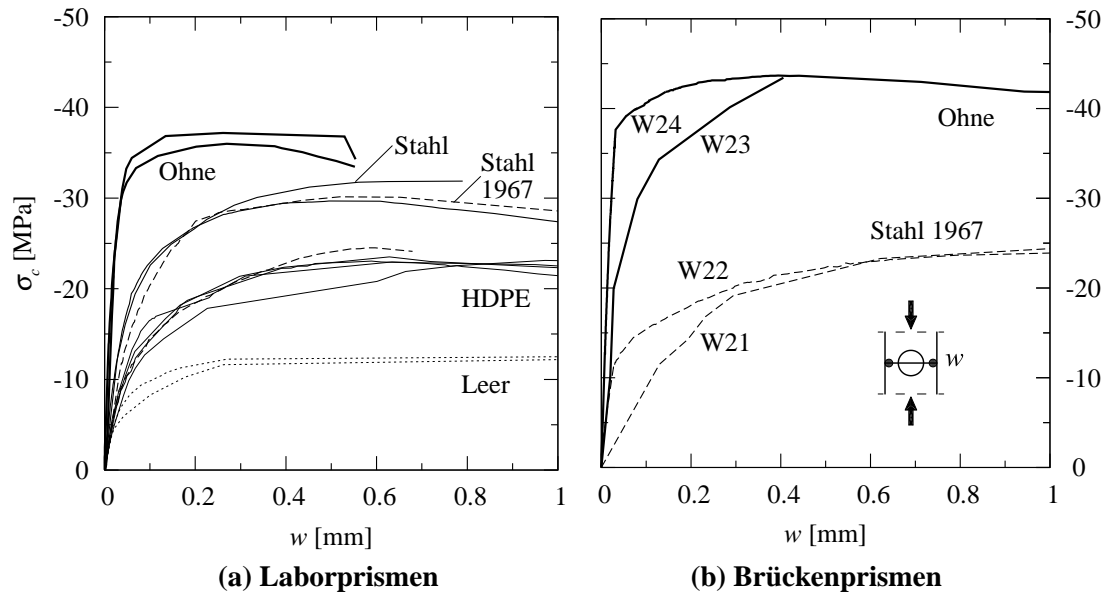 -50
-40
-30
-20
-10
0
σc [MPa]
0 0.2 0.4 0.6 0.8 1
w [mm]
Ohne
Stahl
Stahl
1967
HDPE
Leer
(a) Laborprismen
-50
-40
-30
-20
-10
0
0 0.2 0.4 0.6 0.8 1
w [mm]
W24
W23
Ohne
Stahl 1967
W22
W21
w
(b) Brückenprismen